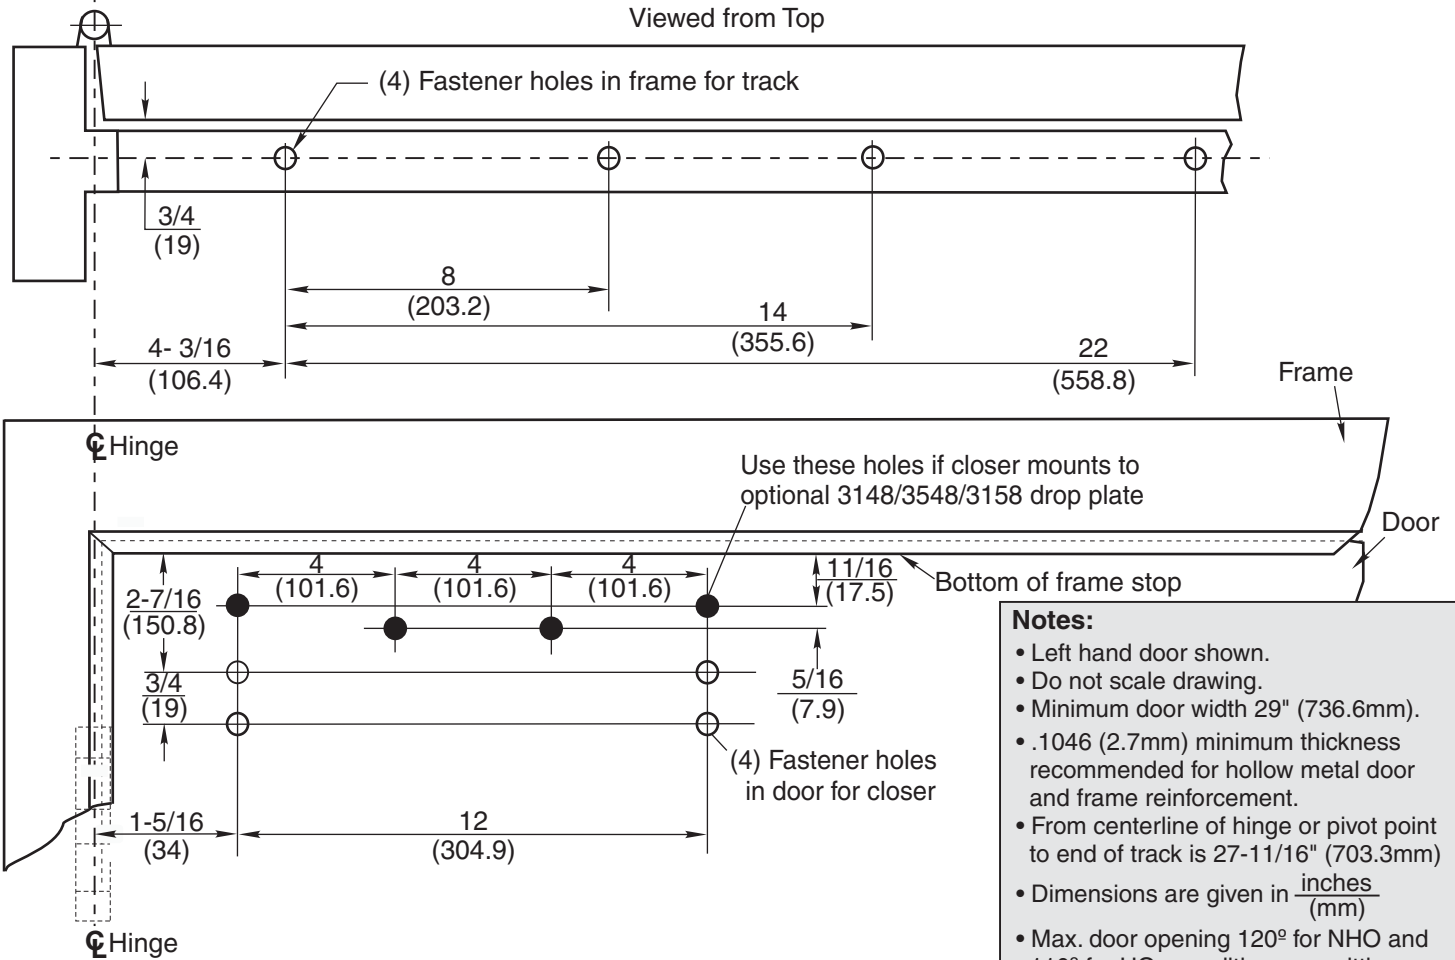 Viewed from Top
(4) Fastener holes in frame for track
3/4
(19)
8
(203.2)
14
(355.6)
4- 3/16
(106.4)
22
(558.8)
Frame
℄ Hinge
Use these holes if closer mounts to
optional 3148/3548/3158 drop plate
Door
4
(101.6)
4
(101.6)
4
(101.6)
11/16
(17.5)
Bottom of frame stop
2-7/16
(150.8)
3/4
(19)
5/16
(7.9)
(4) Fastener holes
in door for closer
1-5/16
(34)
12
(304.9)
℄ Hinge
Notes:
• Left hand door shown.
• Do not scale drawing.
• Minimum door width 29" (736.6mm).
• .1046 (2.7mm) minimum thickness
recommended for hollow metal door
and frame reinforcement.
• From centerline of hinge or pivot point
to end of track is 27-11/16" (703.3mm)
• Dimensions are given in inches
(mm)
• Max. door opening 120º for NHO and